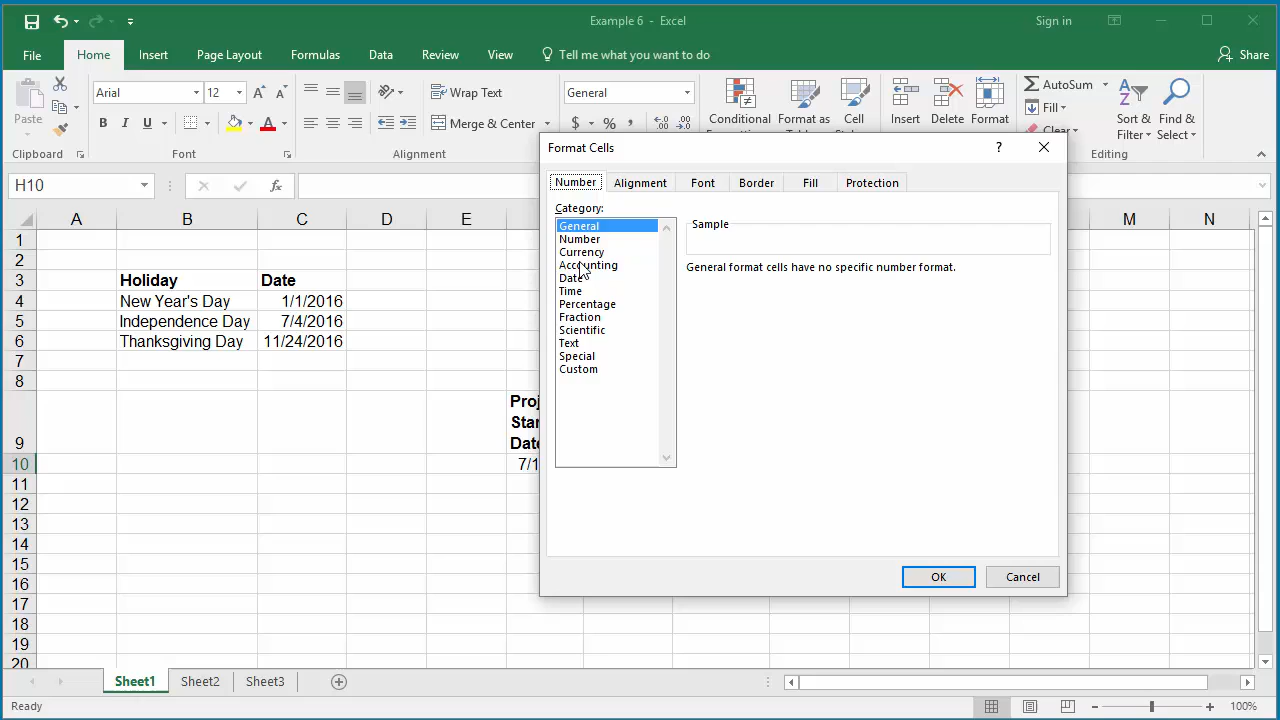 Example 6 - Excel
Sign in
File Home Insert Page Layout Formulas Data Review View Tell me what you want to do Share
Paste
Arial 12
B I U
Wrap Text
Merge & Center
General
$ % ,
Conditional Format as Cell
Insert Delete Format
AutoSum
Fill
Clear
Sort & Filter
Find & Select
Clipboard Font Alignment Editing
H10 fx
A B C D E M N
1
2
3 Holiday Date
4 New Year's Day 1/1/2016
5 Independence Day 7/4/2016
6 Thanksgiving Day 11/24/2016
7
8
9
10 7/1
11
12
13
14
15
16
17
18
19
20
Format Cells ?
Number Alignment Font Border Fill Protection
Category:
General
Number
Currency
Accounting
Date
Time
Percentage
Fraction
Scientific
Text
Special
Custom
Sample
General format cells have no specific number format.
OK Cancel
Sheet1 Sheet2 Sheet3
Ready 100%